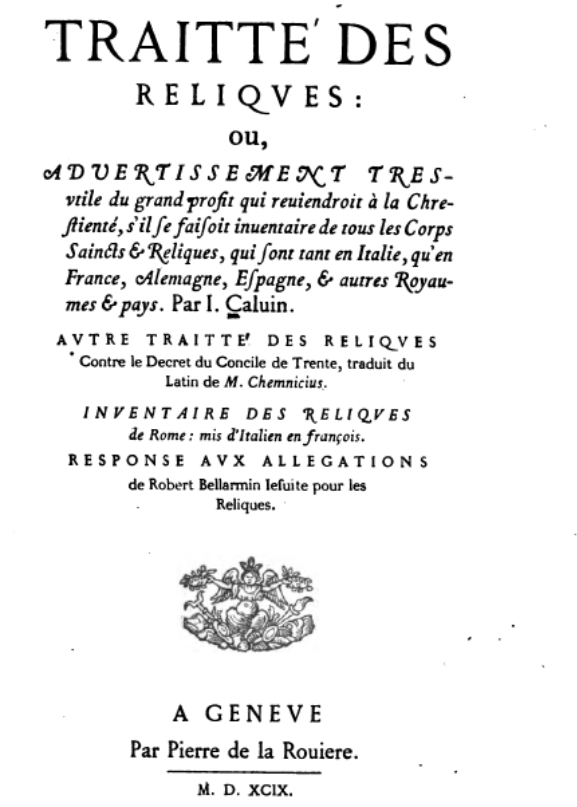 TRAITTE' DES
RELIQVES:
ou,
ADVERTISSEMENT TRES-
vtile du grand profit qui reuiendroit à la Chre-
ſtienté, s'il ſe faiſoit inuentaire de tous les Corps
Saincts & Reliques, qui ſont tant en Italie, qu'en
France, Alemagne, Eſpagne, & autres Royau-
mes & pays. Par I. Caluin.
AVTRE TRAITTE' DES RELIQVES
Contre le Decret du Concile de Trente, traduit du
Latin de M. Chemnicius.
INVENTAIRE DES RELIQVES
de Rome: mis d'Italien en françois.
RESPONSE AVX ALLEGATIONS
de Robert Bellarmin Ieſuite pour les
Reliques.
A GENEVE
Par Pierre de la Rouiere.
M. D. XCIX.